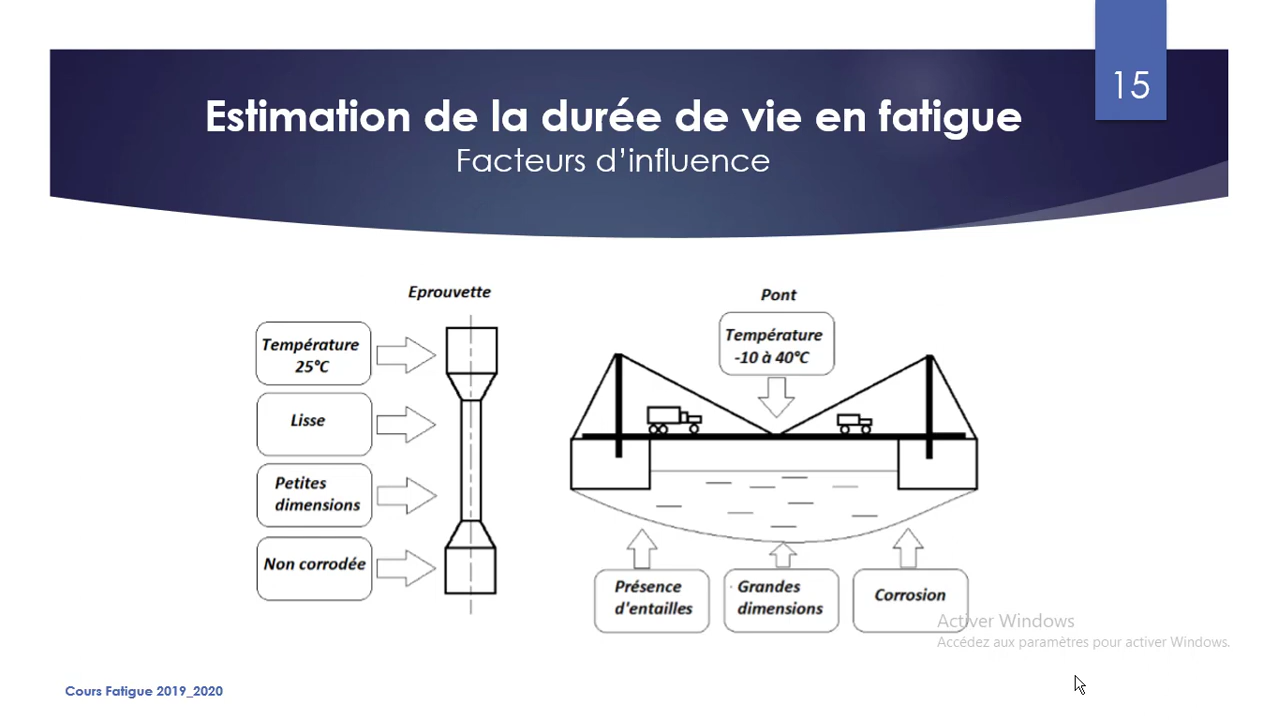 15
Estimation de la durée de vie en fatigue
Facteurs d’influence
Eprouvette
Température
25°C
Lisse
Petites
dimensions
Non corrodée
Pont
Température
-10 à 40°C
Présence
d'entailles
Grandes
dimensions
Corrosion
Activer Windows
Accédez aux paramètres pour activer Windows.
Cours Fatigue 2019_2020